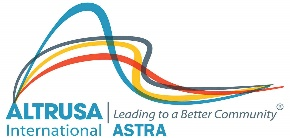 ALTRUSA | Leading to a Better Community®
International ASTRA